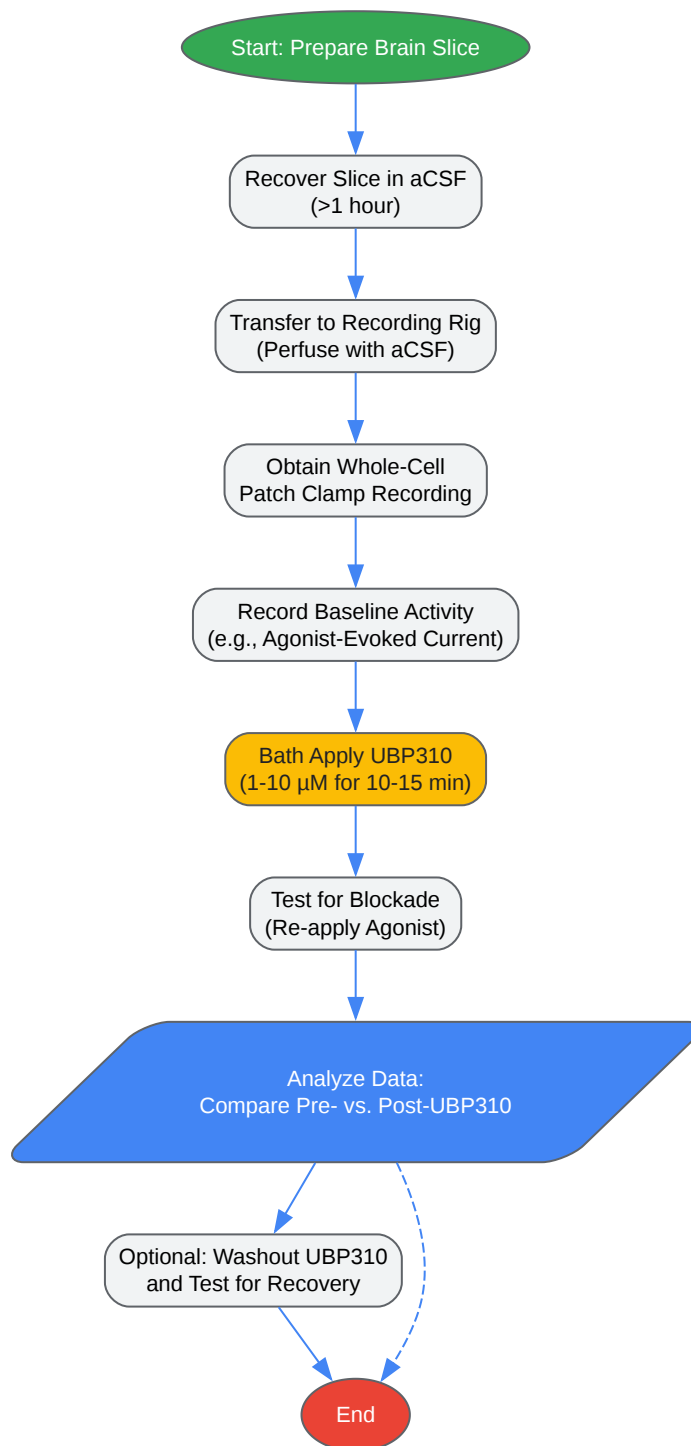 Start: Prepare Brain Slice
Recover Slice in aCSF
(>1 hour)
Transfer to Recording Rig
(Perfuse with aCSF)
Obtain Whole-Cell
Patch Clamp Recording
Record Baseline Activity
(e.g., Agonist-Evoked Current)
Bath Apply UBP310
(1-10 µM for 10-15 min)
Test for Blockade
(Re-apply Agonist)
Analyze Data:
Compare Pre- vs. Post-UBP310
Optional: Washout UBP310
and Test for Recovery
End